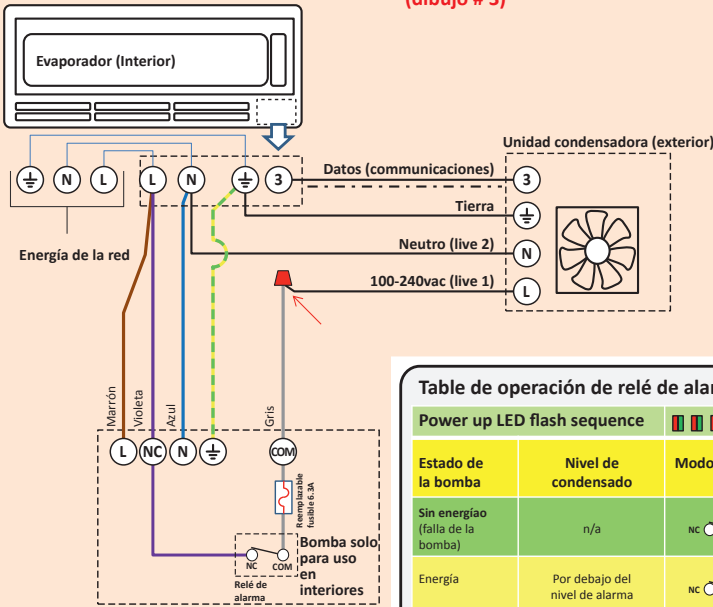 (dibujo # 3)
Evaporador (Interior)
Unidad condensadora (exterior)
N
L
L
N
3
Datos (communicaciones)
3
Tierra
Neutro (live 2)
N
100-240vac (live 1)
L
Energía de la red
Marrón
Violeta
Azul
Gris
L
NC
N
COM
Reemplazable
fusible 6.3A
NC
COM
Relé de
alarma
Bomba solo
para uso
en
interiores
Table de operación de relé de alar
Power up LED flash sequence
Estado de
la bomba
Nivel de
condensado
Modo
Sin energíao
(falla de la
bomba)
n/a
NC
Energía
Por debajo del
nivel de alarma
NC